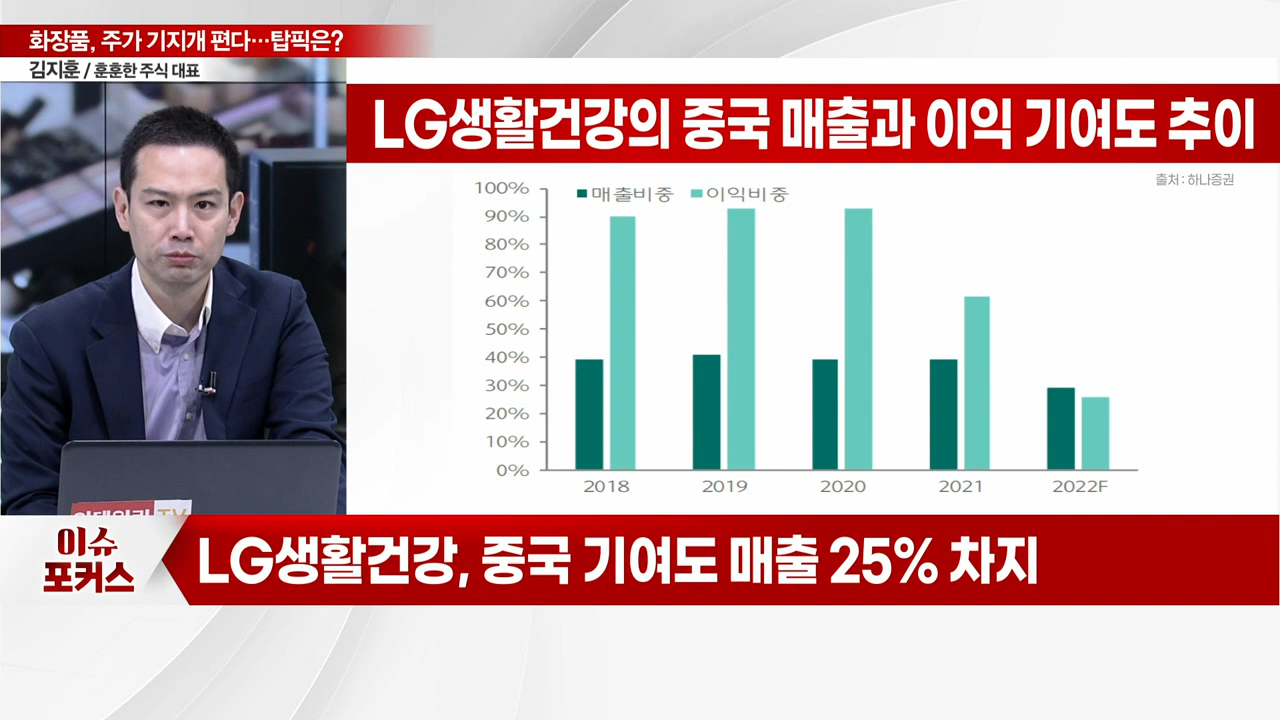 화장품, 주가 기지개 편다…탑픽은?
김지훈 / 훈훈한 주식 대표
LG생활건강의 중국 매출과 이익 기여도 추이
출처 : 하나증권
매출비중 이익비중
100%
90%
80%
70%
60%
50%
40%
30%
20%
10%
0%
2018 2019 2020 2021 2022F
이슈
포커스
LG생활건강, 중국 기여도 매출 25% 차지